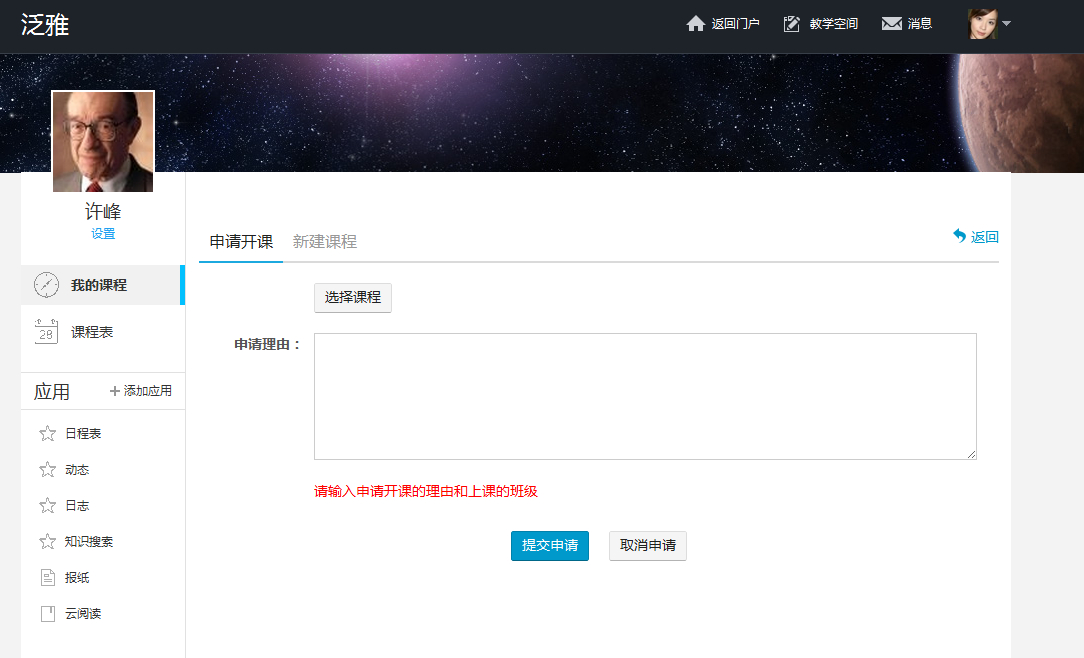 泛雅
返回门户 教学空间 消息
许峰
设置
我的课程
28 课程表
应用 添加应用
日程表
动态
日志
知识搜索
报纸
云阅读
申请开课 新建课程 返回
选择课程
申请理由：
请输入申请开课的理由和上课的班级
提交申请 取消申请